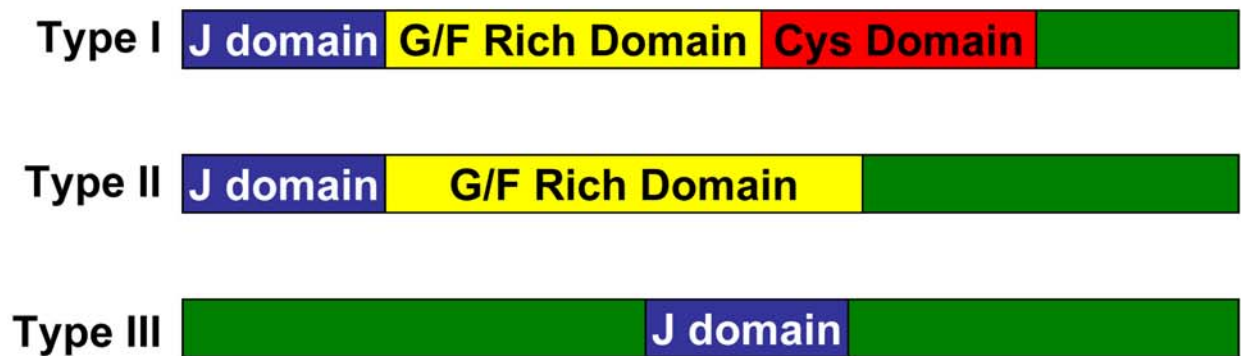 Type I J domain G/F Rich Domain Cys Domain
Type II J domain G/F Rich Domain
Type III J domain